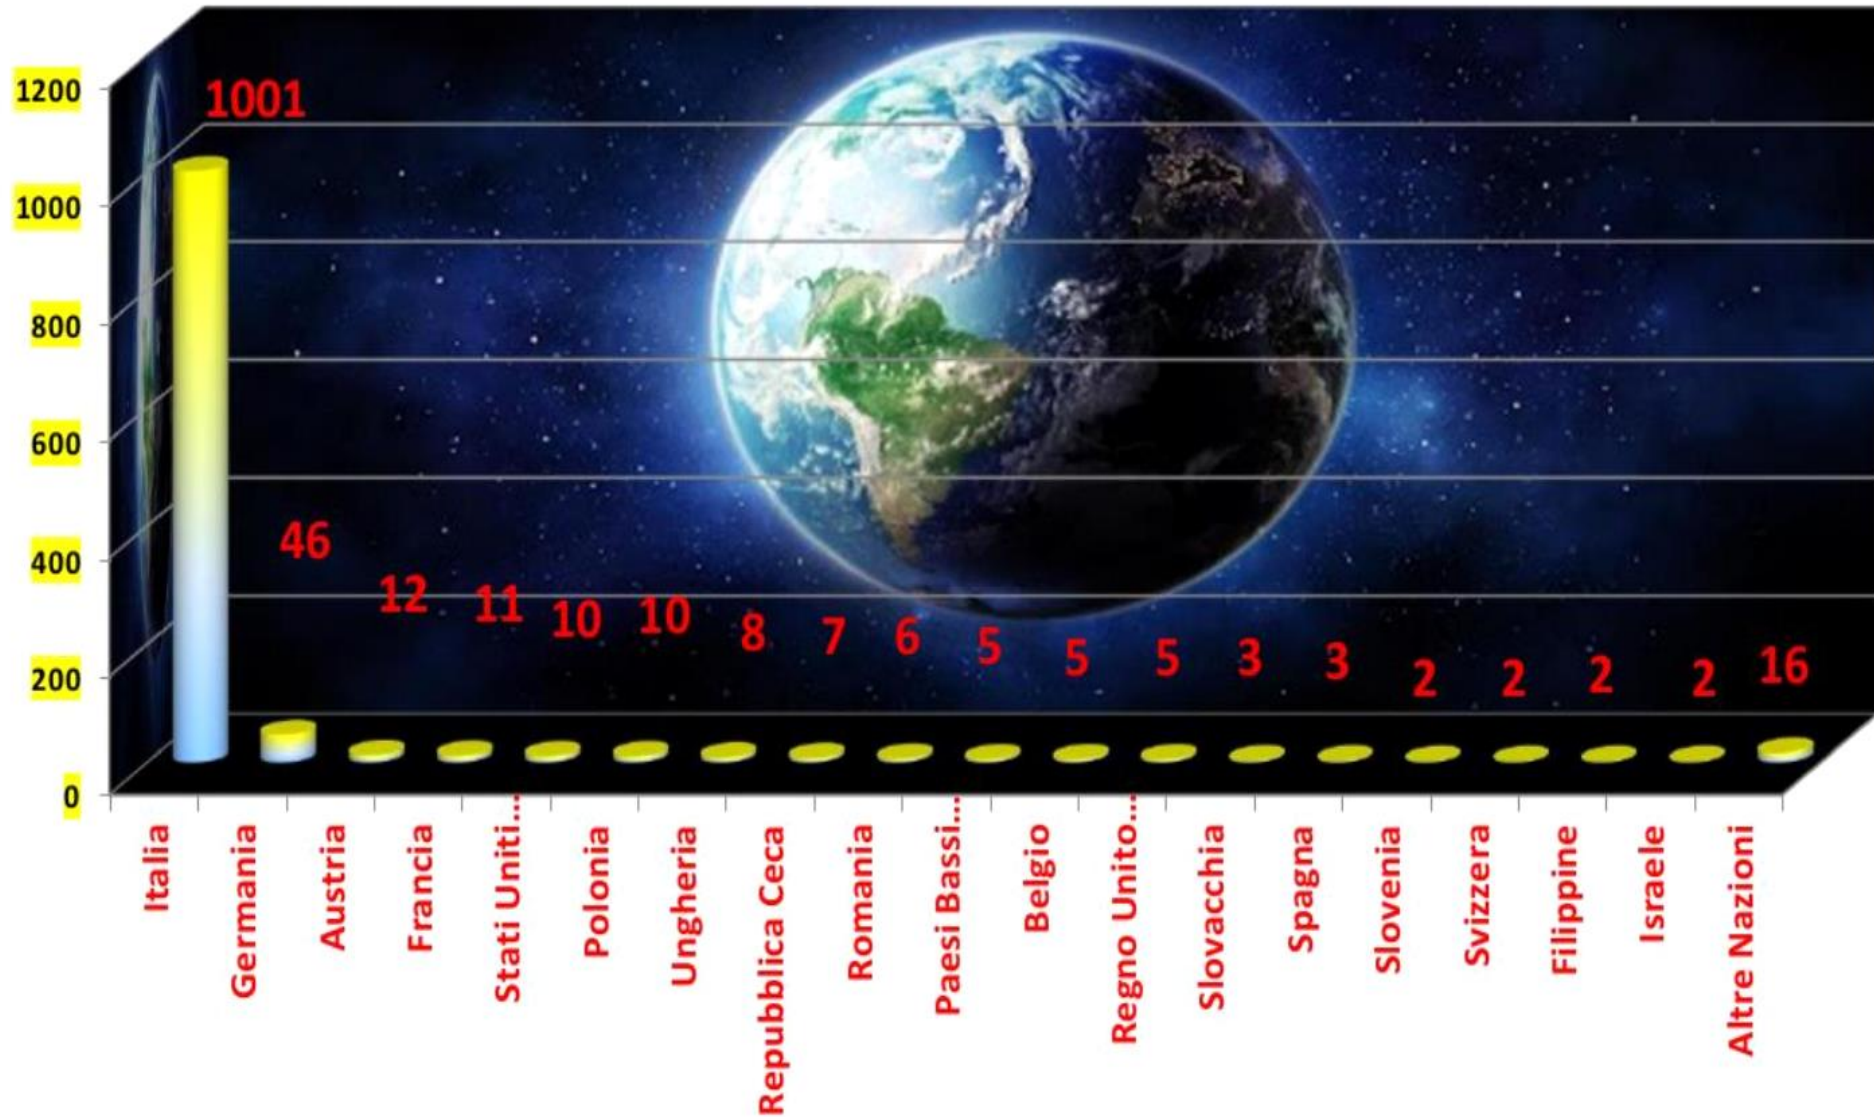 1200
1000
800
600
400
200
0
1001
46
12
11
10
10
8
7
6
5
5
5
3
3
2
2
2
2
16
Italia
Germania
Austria
Francia
Stati Uniti…
Polonia
Ungheria
Repubblica Ceca
Romania
Paesi Bassi…
Belgio
Regno Unito…
Slovacchia
Spagna
Slovenia
Svizzera
Filippine
Israele
Altre Nazioni